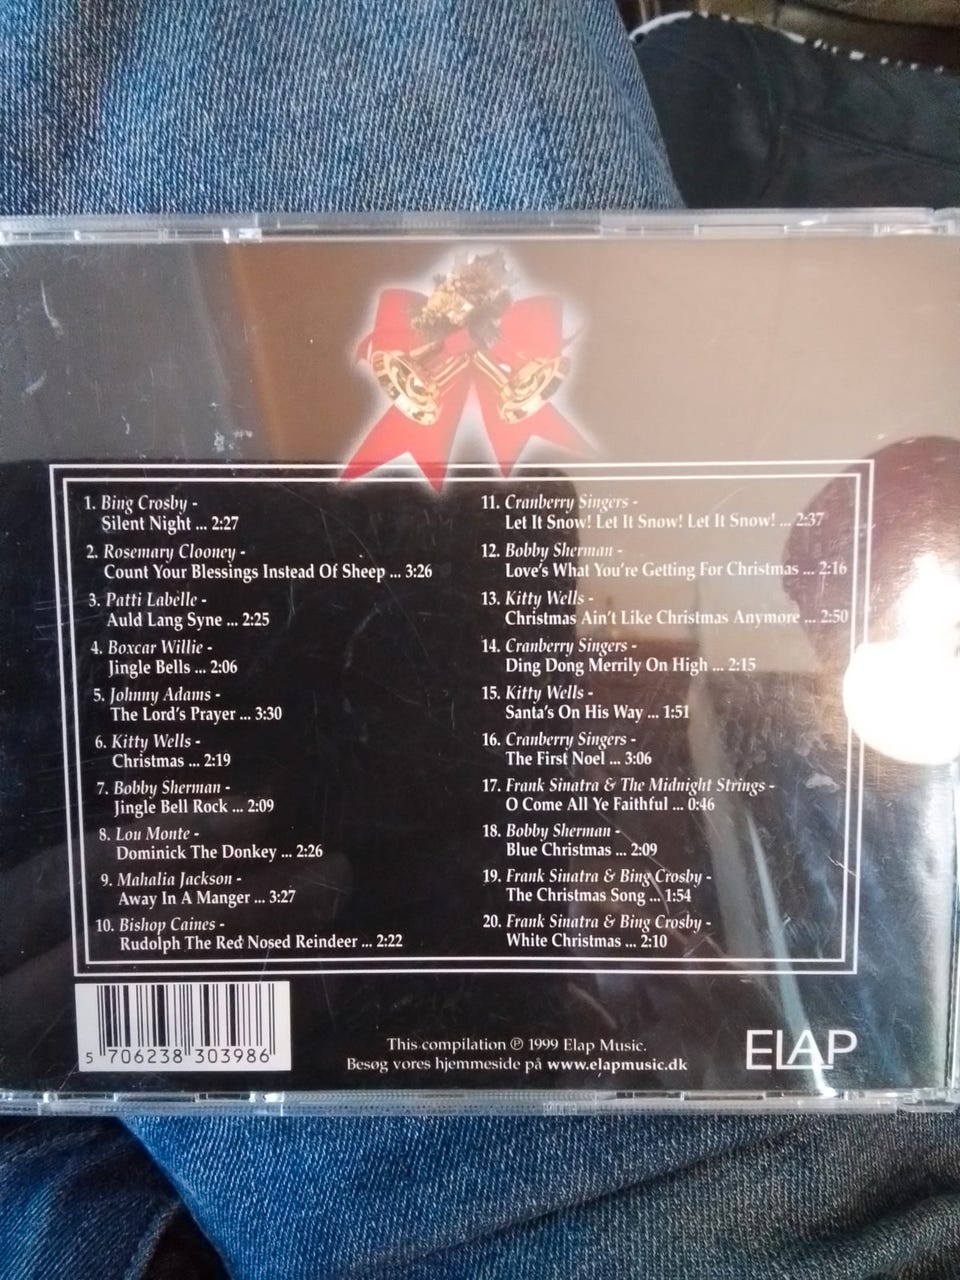 1. Bing Crosby -
Silent Night ... 2:27
2. Rosemary Clooney -
Count Your Blessings Instead Of Sheep ... 3:26
3. Patti Labelle -
Auld Lang Syne ... 2:25
4. Boxcar Willie -
Jingle Bells ... 2:06
5. Johnny Adams -
The Lord's Prayer ... 3:30
6. Kitty Wells -
Christmas ... 2:19
7. Bobby Sherman -
Jingle Bell Rock ... 2:09
8. Lou Monte -
Dominick The Donkey ... 2:26
9. Mahalia Jackson -
Away In A Manger ... 3:27
10. Bishop Caines -
Rudolph The Red Nosed Reindeer ... 2:22
11. Cranberry Singers -
Let It Snow! Let It Snow! Let It Snow! ... 2:37
12. Bobby Sherman -
Love's What You're Getting For Christmas ... 2:16
13. Kitty Wells -
Christmas Ain't Like Christmas Anymore ... 2:50
14. Cranberry Singers -
Ding Dong Merrily On High ... 2:15
15. Kitty Wells -
Santa's On His Way ... 1:51
16. Cranberry Singers -
The First Noel ... 3:06
17. Frank Sinatra & The Midnight Strings -
O Come All Ye Faithful ... 0:46
18. Bobby Sherman -
Blue Christmas ... 2:09
19. Frank Sinatra & Bing Crosby -
The Christmas Song ... 1:54
20. Frank Sinatra & Bing Crosby -
White Christmas ... 2:10
5 706238 303986
This compilation ℗ 1999 Elap Music.
Besøg vores hjemmeside på www.elapmusic.dk
ELAP